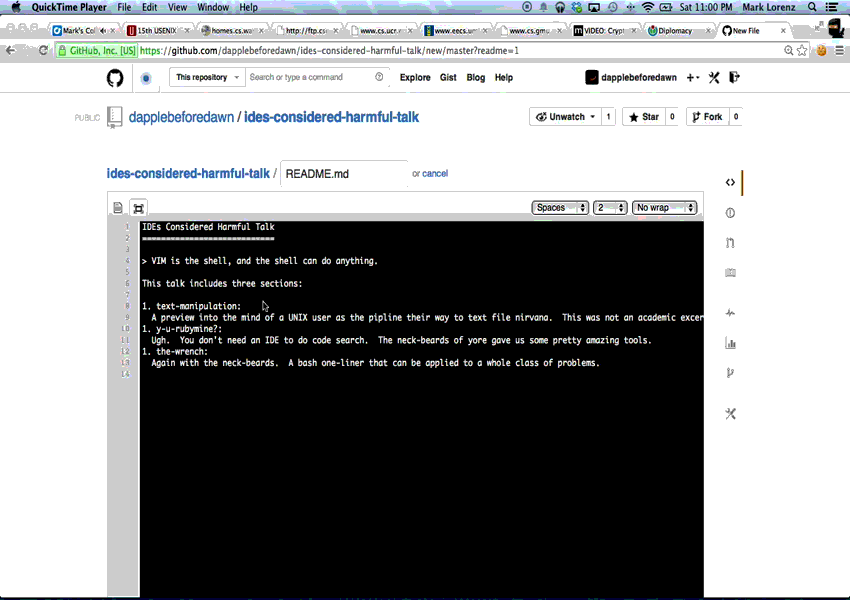 QuickTime Player File Edit View Window Help Sat 11:00 PM Mark Lorenz
Mark's Col 15th USENIX homes.cs.wa http://ftp.cs www.cs.ucr. www.eecs.um www.cs.gmu. VIDEO: Crypt Diplomacy New File
GitHub, Inc. [US] https://github.com/dapplebeforedawn/ides-considered-harmful-talk/new/master?readme=1
This repository Search or type a command Explore Gist Blog Help dapplebeforedawn
PUBLIC dapplebeforedawn / ides-considered-harmful-talk Unwatch 1 Star 0 Fork 0
ides-considered-harmful-talk / README.md or cancel
Spaces 2 No wrap
1 IDEs Considered Harmful Talk
2 ===========================
3
4 > VIM is the shell, and the shell can do anything.
5
6 This talk includes three sections:
7
8 1. text-manipulation:
9 A preview into the mind of a UNIX user as the pipline their way to text file nirvana. This was not an academic excer
10 1. y-u-rubymine?:
11 Ugh. You don't need an IDE to do code search. The neck-beards of yore gave us some pretty amazing tools.
12 1. the-wrench:
13 Again with the neck-beards. A bash one-liner that can be applied to a whole class of problems.
14